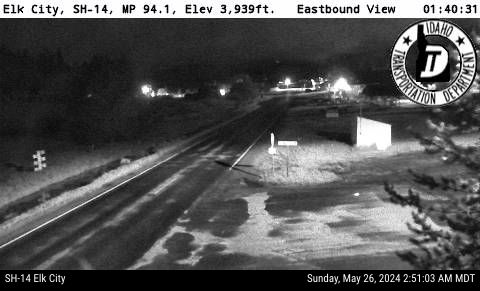 Elk City, SH-14, MP 94.1, Elev 3,939ft. Eastbound View 01:40:31
IDAHO
TRANSPORTATION DEPARTMENT
SH-14 Elk City Sunday, May 26, 2024 2:51:03 AM MDT